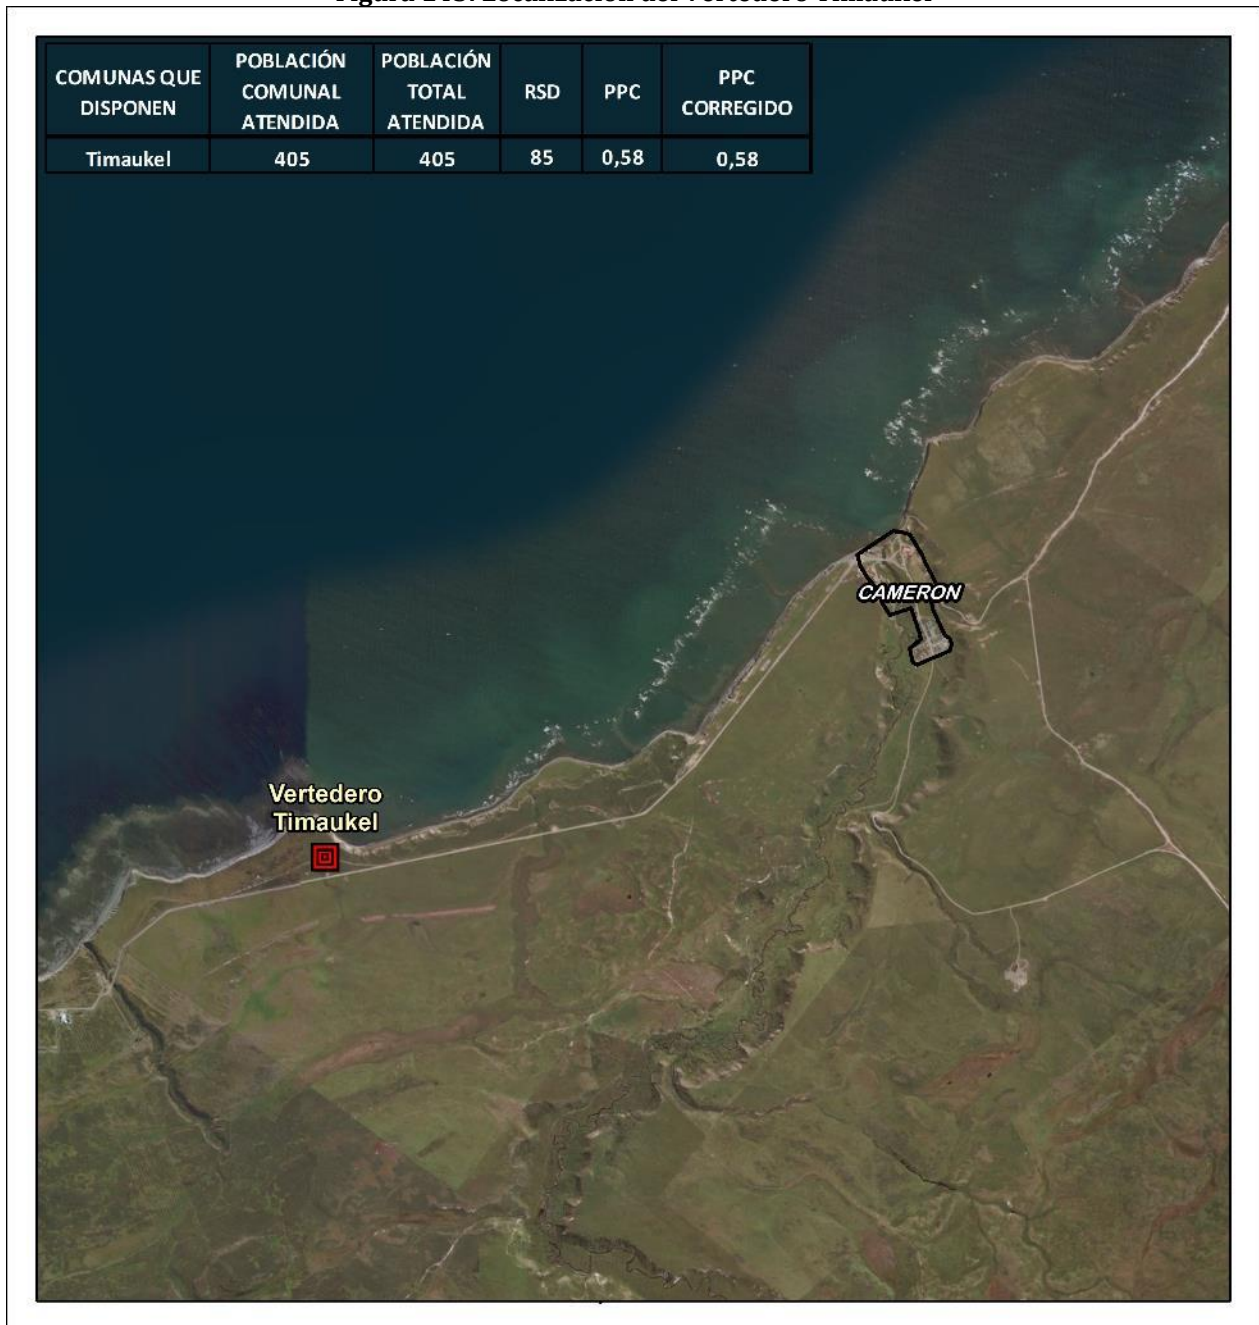 COMUNAS QUE DISPONEN
POBLACIÓN COMUNAL ATENDIDA
POBLACIÓN TOTAL ATENDIDA
RSD
PPC
PPC CORREGIDO
Timaukel 405 405 85 0,58 0,58
CAMERON
Vertedero
Timaukel